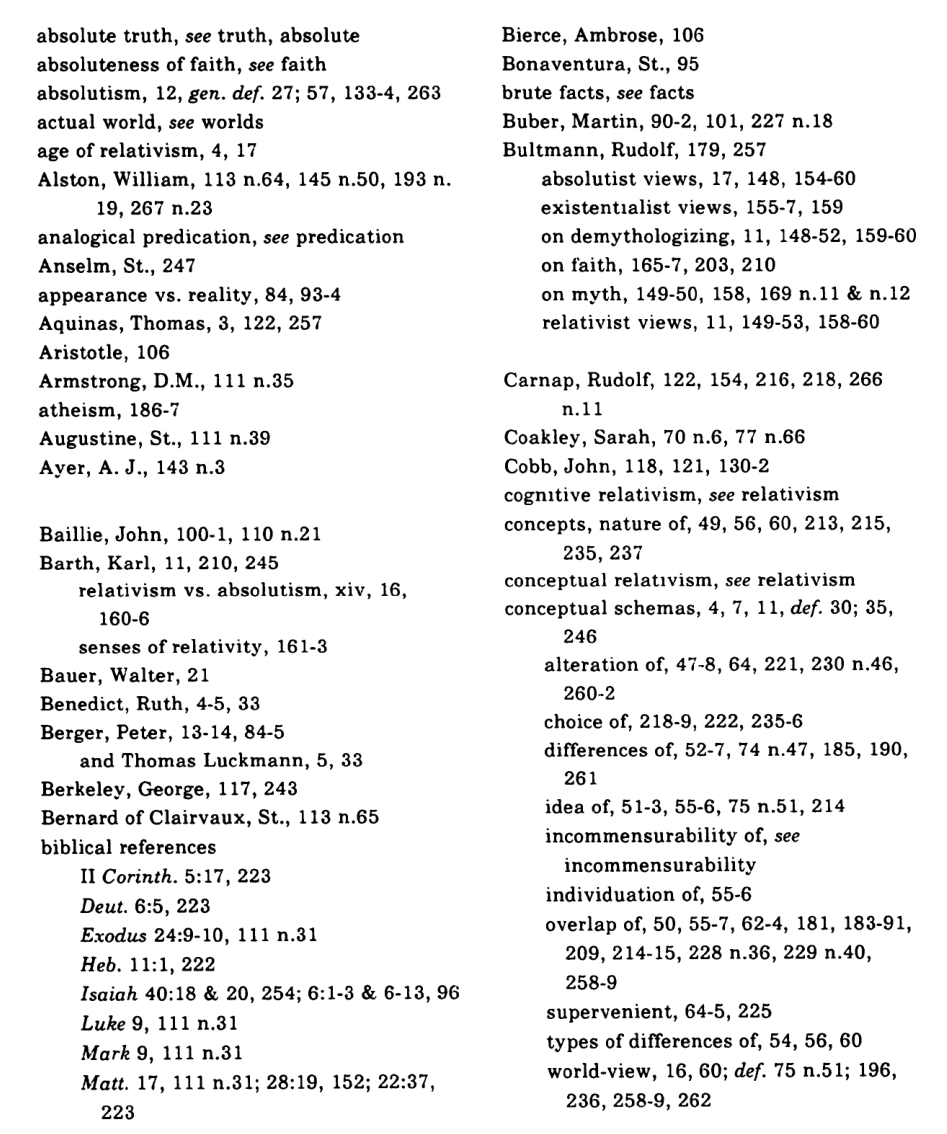 absolute truth, see truth, absolute
absoluteness of faith, see faith
absolutism, 12, gen. def. 27; 57, 133-4, 263
actual world, see worlds
age of relativism, 4, 17
Alston, William, 113 n.64, 145 n.50, 193 n.
19, 267 n.23
analogical predication, see predication
Anselm, St., 247
appearance vs. reality, 84, 93-4
Aquinas, Thomas, 3, 122, 257
Aristotle, 106
Armstrong, D.M., 111 n.35
atheism, 186-7
Augustine, St., 111 n.39
Ayer, A. J., 143 n.3
Baillie, John, 100-1, 110 n.21
Barth, Karl, 11, 210, 245
relativism vs. absolutism, xiv, 16,
160-6
senses of relativity, 161-3
Bauer, Walter, 21
Benedict, Ruth, 4-5, 33
Berger, Peter, 13-14, 84-5
and Thomas Luckmann, 5, 33
Berkeley, George, 117, 243
Bernard of Clairvaux, St., 113 n.65
biblical references
II Corinth. 5:17, 223
Deut. 6:5, 223
Exodus 24:9-10, 111 n.31
Heb. 11:1, 222
Isaiah 40:18 & 20, 254; 6:1-3 & 6-13, 96
Luke 9, 111 n.31
Mark 9, 111 n.31
Matt. 17, 111 n.31; 28:19, 152; 22:37,
223
Bierce, Ambrose, 106
Bonaventura, St., 95
brute facts, see facts
Buber, Martin, 90-2, 101, 227 n.18
Bultmann, Rudolf, 179, 257
absolutist views, 17, 148, 154-60
existentialist views, 155-7, 159
on demythologizing, 11, 148-52, 159-60
on faith, 165-7, 203, 210
on myth, 149-50, 158, 169 n.11 & n.12
relativist views, 11, 149-53, 158-60
Carnap, Rudolf, 122, 154, 216, 218, 266
n.11
Coakley, Sarah, 70 n.6, 77 n.66
Cobb, John, 118, 121, 130-2
cognitive relativism, see relativism
concepts, nature of, 49, 56, 60, 213, 215,
235, 237
conceptual relativism, see relativism
conceptual schemas, 4, 7, 11, def. 30; 35,
246
alteration of, 47-8, 64, 221, 230 n.46,
260-2
choice of, 218-9, 222, 235-6
differences of, 52-7, 74 n.47, 185, 190,
261
idea of, 51-3, 55-6, 75 n.51, 214
incommensurability of, see
incommensurability
individuation of, 55-6
overlap of, 50, 55-7, 62-4, 181, 183-91,
209, 214-15, 228 n.36, 229 n.40,
258-9
supervenient, 64-5, 225
types of differences of, 54, 56, 60
world-view, 16, 60; def. 75 n.51; 196,
236, 258-9, 262